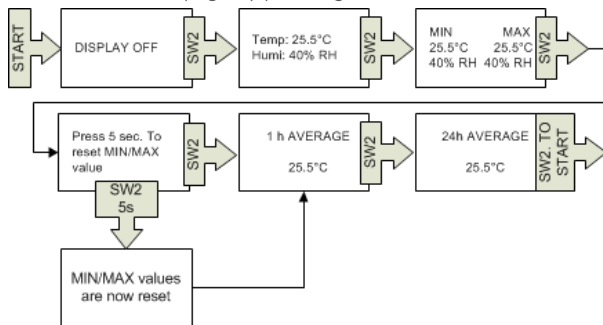 START
DISPLAY OFF
SW2
Temp: 25.5°C
Humi: 40% RH
SW2
MIN MAX
25.5°C 25.5°C
40% RH 40% RH
SW2
Press 5 sec. To
reset MIN/MAX
value
SW2
1 h AVERAGE
25.5°C
SW2
24h AVERAGE
25.5°C
SW2. TO
START
SW2
5s
MIN/MAX values
are now reset